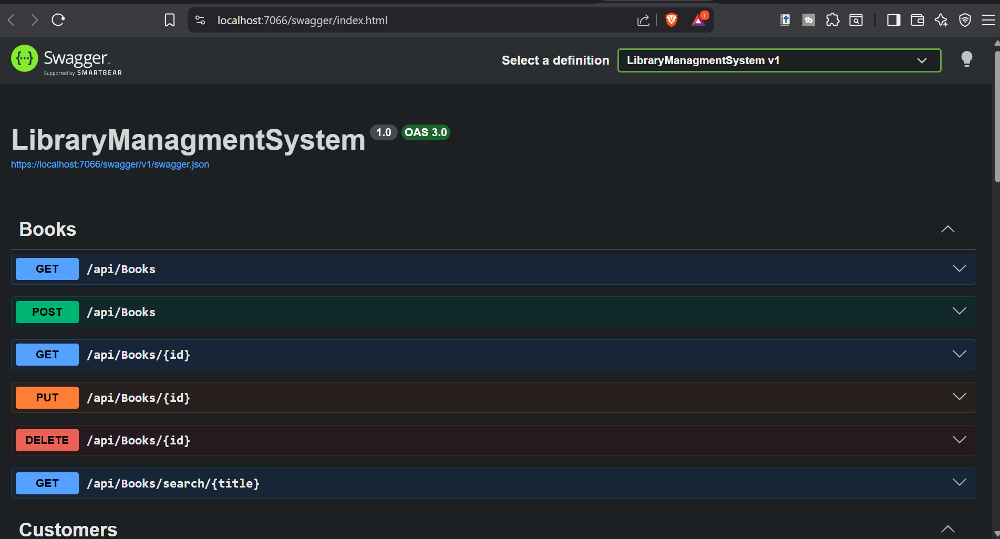 localhost:7066/swagger/index.html
1
Swagger
Supported by SMARTBEAR
Select a definition
LibraryManagmentSystem v1
LibraryManagmentSystem 1.0 OAS 3.0
https://localhost:7066/swagger/v1/swagger.json
Books
GET /api/Books
POST /api/Books
GET /api/Books/{id}
PUT /api/Books/{id}
DELETE /api/Books/{id}
GET /api/Books/search/{title}
Customers